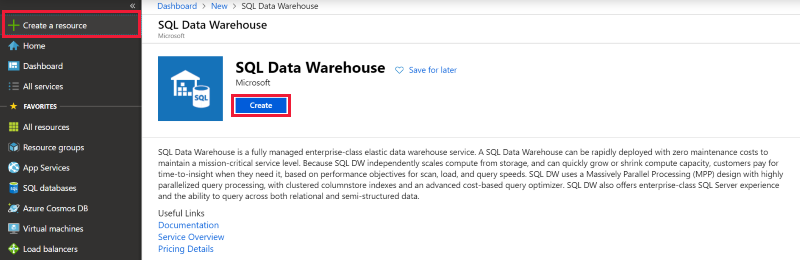 «
Create a resource
Home
Dashboard
All services
FAVORITES
All resources
Resource groups
App Services
SQL databases
Azure Cosmos DB
Virtual machines
Load balancers
Dashboard > New > SQL Data Warehouse
SQL Data Warehouse
Microsoft
SQL
SQL Data Warehouse Save for later
Microsoft
Create
SQL Data Warehouse is a fully managed enterprise-class elastic data warehouse service. A SQL Data Warehouse can be rapidly deployed with zero maintenance costs to
maintain a mission-critical service level. Because SQL DW independently scales compute from storage, and can quickly grow or shrink compute capacity, customers pay for
time-to-insight when they need it, based on performance objectives for scan, load, and query speeds. SQL DW uses a Massively Parallel Processing (MPP) design with highly
parallelized query processing, with clustered columnstore indexes and an advanced cost-based query optimizer. SQL DW also offers enterprise-class SQL Server experience
and the ability to query across both relational and semi-structured data.
Useful Links
Documentation
Service Overview
Pricing Details